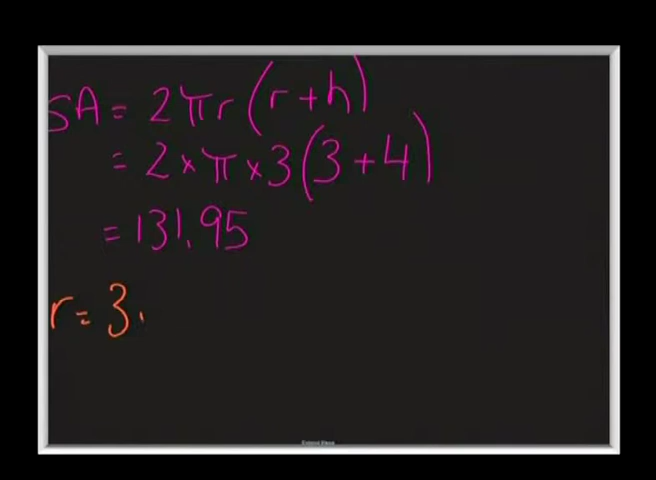 SA = 2πr(r+h)
= 2×π×3(3+4)
= 131.95
r = 3.